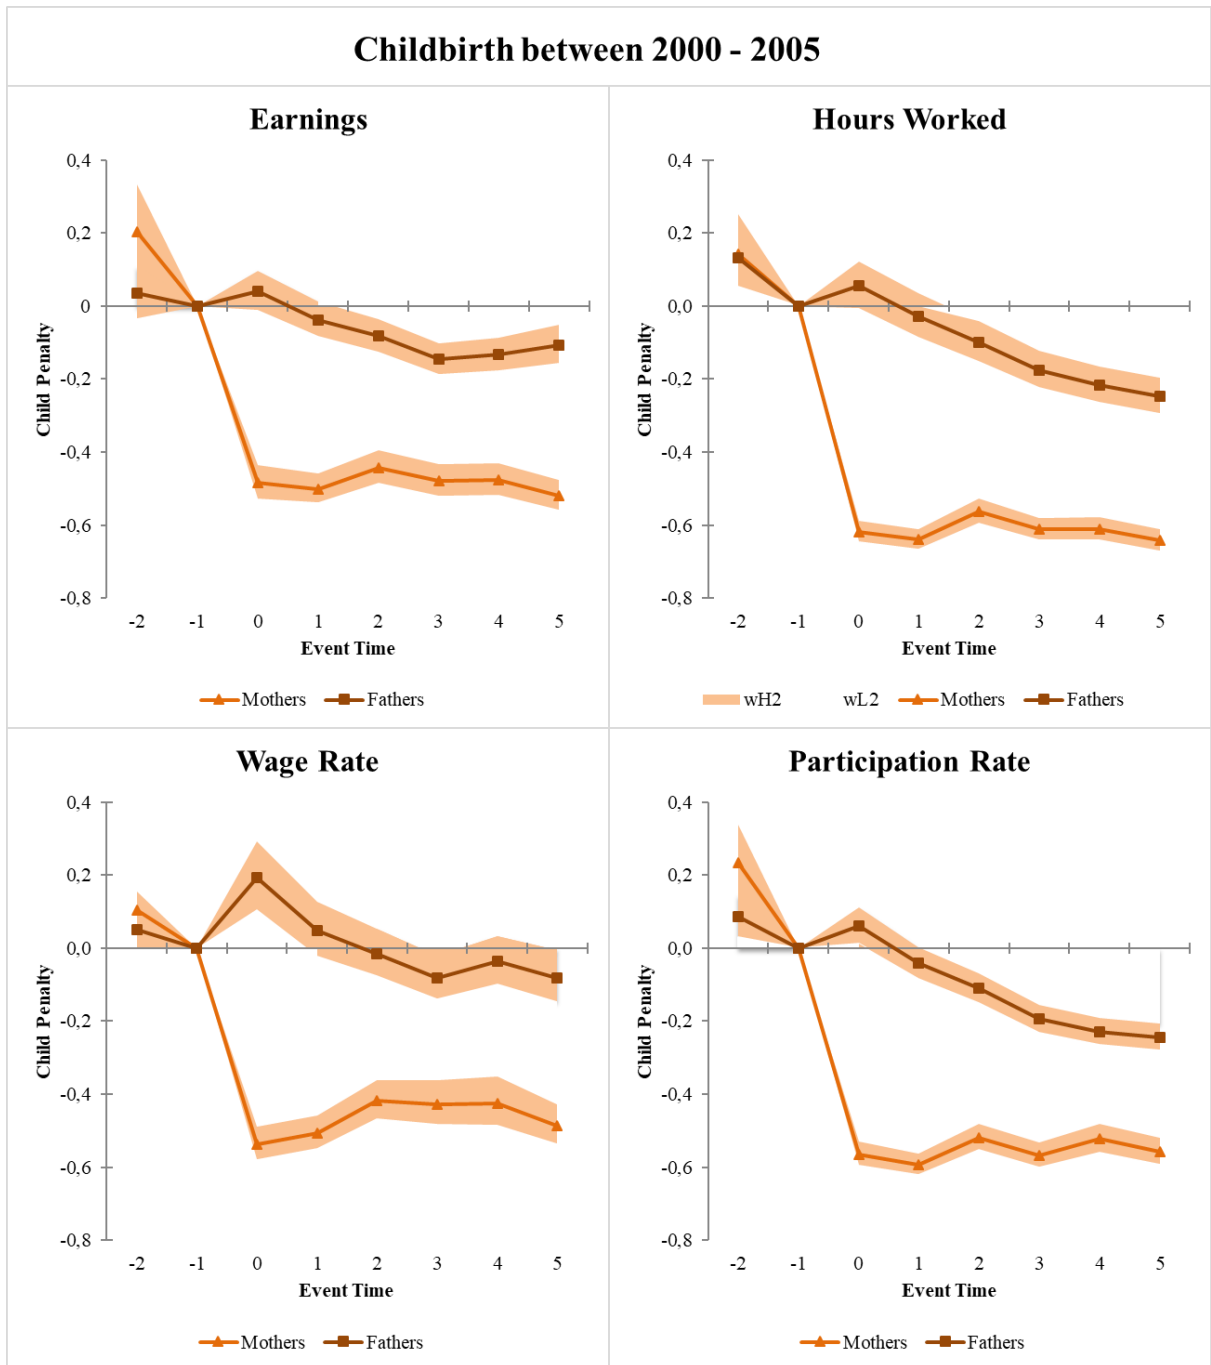 Childbirth between 2000 - 2005
Earnings
0,4
0,2
0
-0,2
-0,4
-0,6
-0,8
Child Penalty
-2 -1 0 1 2 3 4 5
Event Time
Mothers Fathers
Hours Worked
0,4
0,2
0
-0,2
-0,4
-0,6
-0,8
Child Penalty
-2 -1 0 1 2 3 4 5
Event Time
wH2 wL2 Mothers Fathers
Wage Rate
0,4
0,2
0,0
-0,2
-0,4
-0,6
-0,8
Child Penalty
-2 -1 0 1 2 3 4 5
Event Time
Mothers Fathers
Participation Rate
0,4
0,2
0,0
-0,2
-0,4
-0,6
-0,8
Child Penalty
-2 -1 0 1 2 3 4 5
Event Time
Mothers Fathers